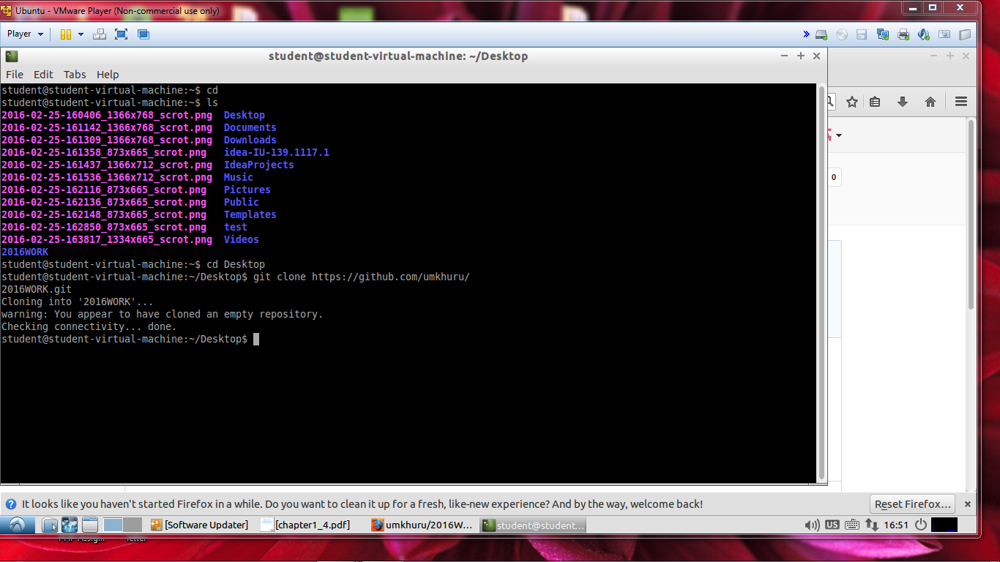 Ubuntu - VMware Player (Non-commercial use only)
Player
student@student-virtual-machine: ~/Desktop
File Edit Tabs Help
student@student-virtual-machine:~$ cd
student@student-virtual-machine:~$ ls
2016-02-25-160406_1366x768_scrot.png Desktop
2016-02-25-161142_1366x768_scrot.png Documents
2016-02-25-161309_1366x768_scrot.png Downloads
2016-02-25-161358_873x665_scrot.png idea-IU-139.1117.1
2016-02-25-161437_1366x712_scrot.png IdeaProjects
2016-02-25-161536_1366x712_scrot.png Music
2016-02-25-162116_873x665_scrot.png Pictures
2016-02-25-162136_873x665_scrot.png Public
2016-02-25-162148_873x665_scrot.png Templates
2016-02-25-162850_873x665_scrot.png test
2016-02-25-163817_1334x665_scrot.png Videos
2016WORK
student@student-virtual-machine:~$ cd Desktop
student@student-virtual-machine:~/Desktop$ git clone https://github.com/umkhuru/
2016WORK.git
Cloning into '2016WORK'...
warning: You appear to have cloned an empty repository.
Checking connectivity... done.
student@student-virtual-machine:~/Desktop$
0
It looks like you haven't started Firefox in a while. Do you want to clean it up for a fresh, like-new experience? And by the way, welcome back!
Reset Firefox...
[Software Updater] [chapter1_4.pdf] umkhuru/2016W... student@student... US 16:51